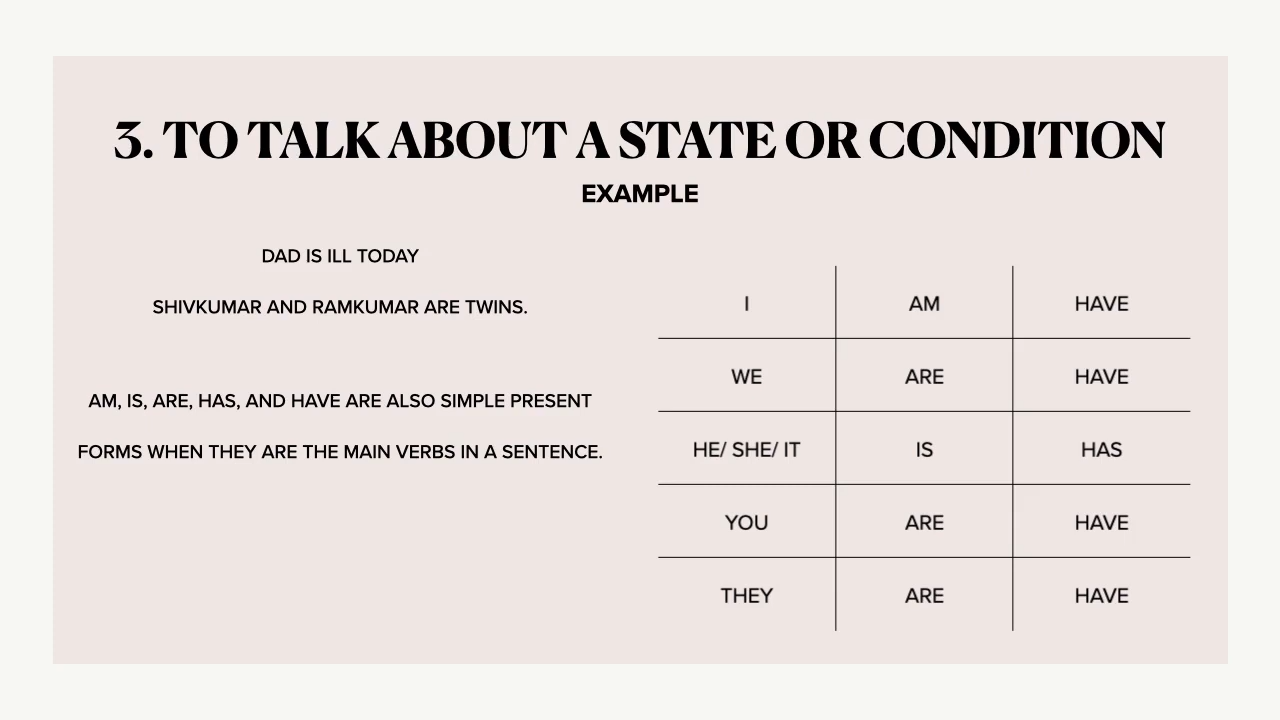 3. TO TALK ABOUT A STATE OR CONDITION
EXAMPLE
DAD IS ILL TODAY
SHIVKUMAR AND RAMKUMAR ARE TWINS.
AM, IS, ARE, HAS, AND HAVE ARE ALSO SIMPLE PRESENT
FORMS WHEN THEY ARE THE MAIN VERBS IN A SENTENCE.
I AM HAVE
WE ARE HAVE
HE/ SHE/ IT IS HAS
YOU ARE HAVE
THEY ARE HAVE